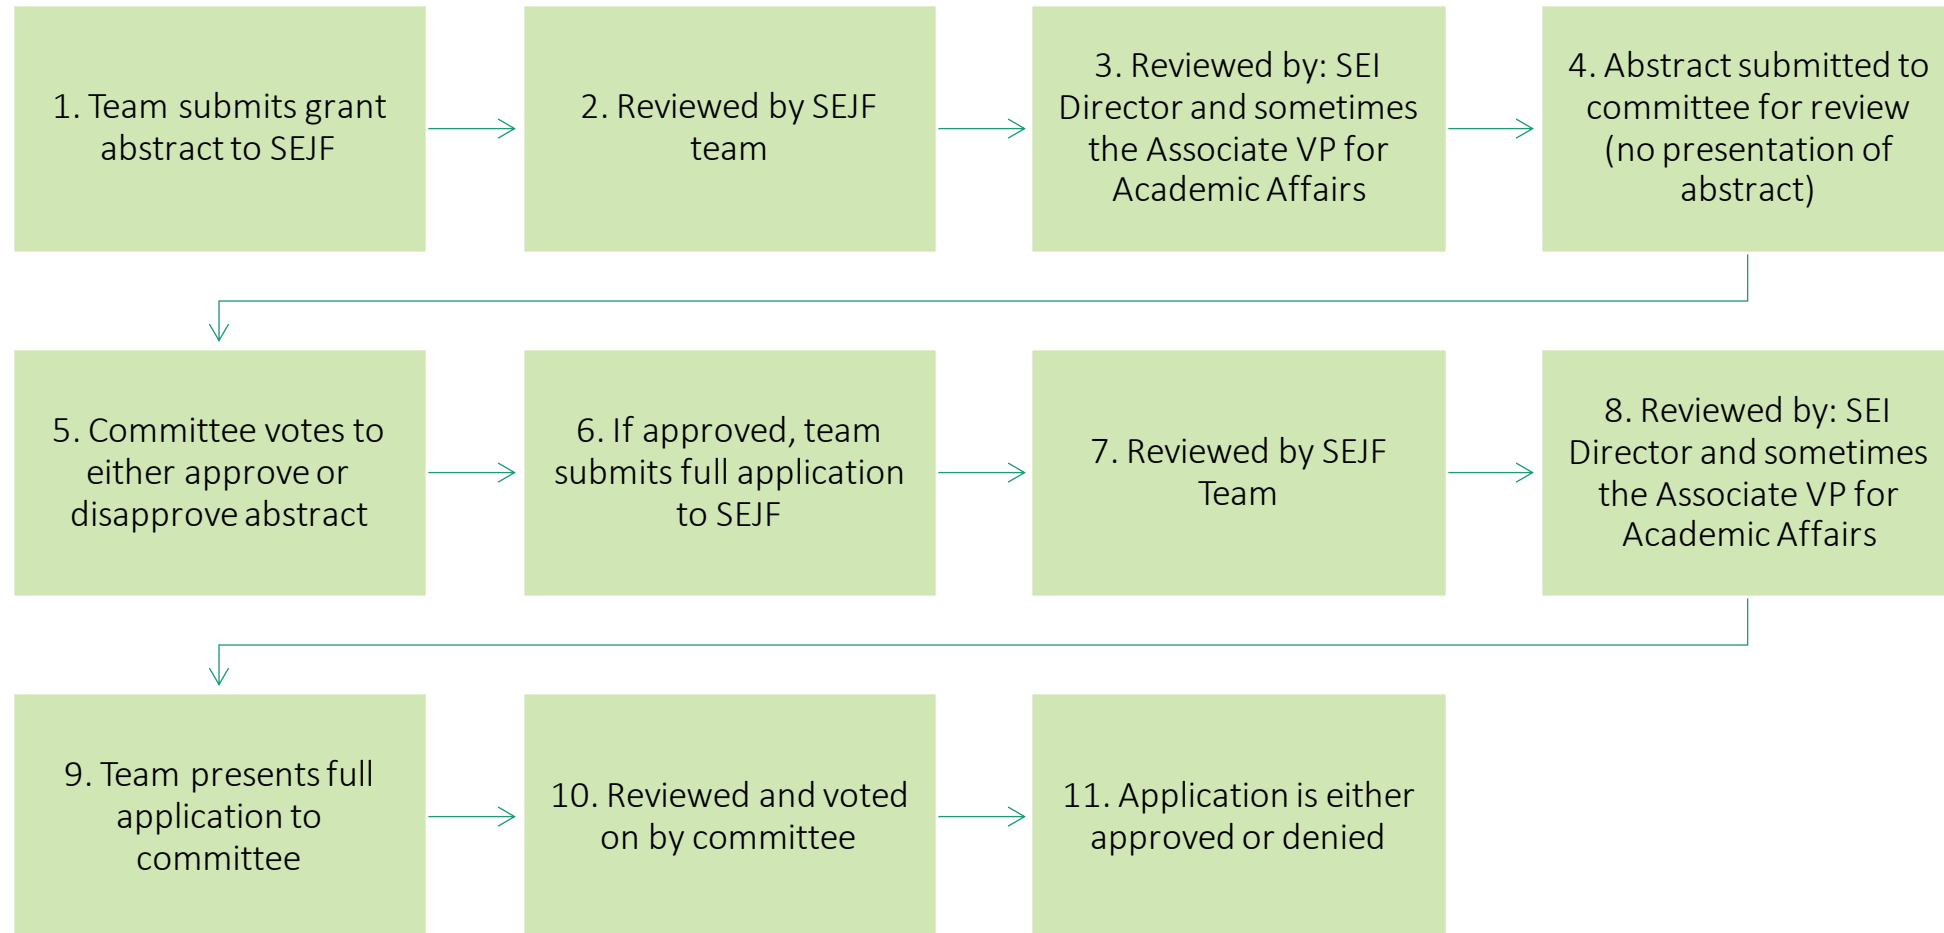 1. Team submits grant
abstract to SEJF
2. Reviewed by SEJF
team
3. Reviewed by: SEI
Director and sometimes
the Associate VP for
Academic Affairs
4. Abstract submitted to
committee for review
(no presentation of
abstract)
5. Committee votes to
either approve or
disapprove abstract
6. If approved, team
submits full application
to SEJF
7. Reviewed by SEJF
Team
8. Reviewed by: SEI
Director and sometimes
the Associate VP for
Academic Affairs
9. Team presents full
application to
committee
10. Reviewed and voted
on by committee
11. Application is either
approved or denied